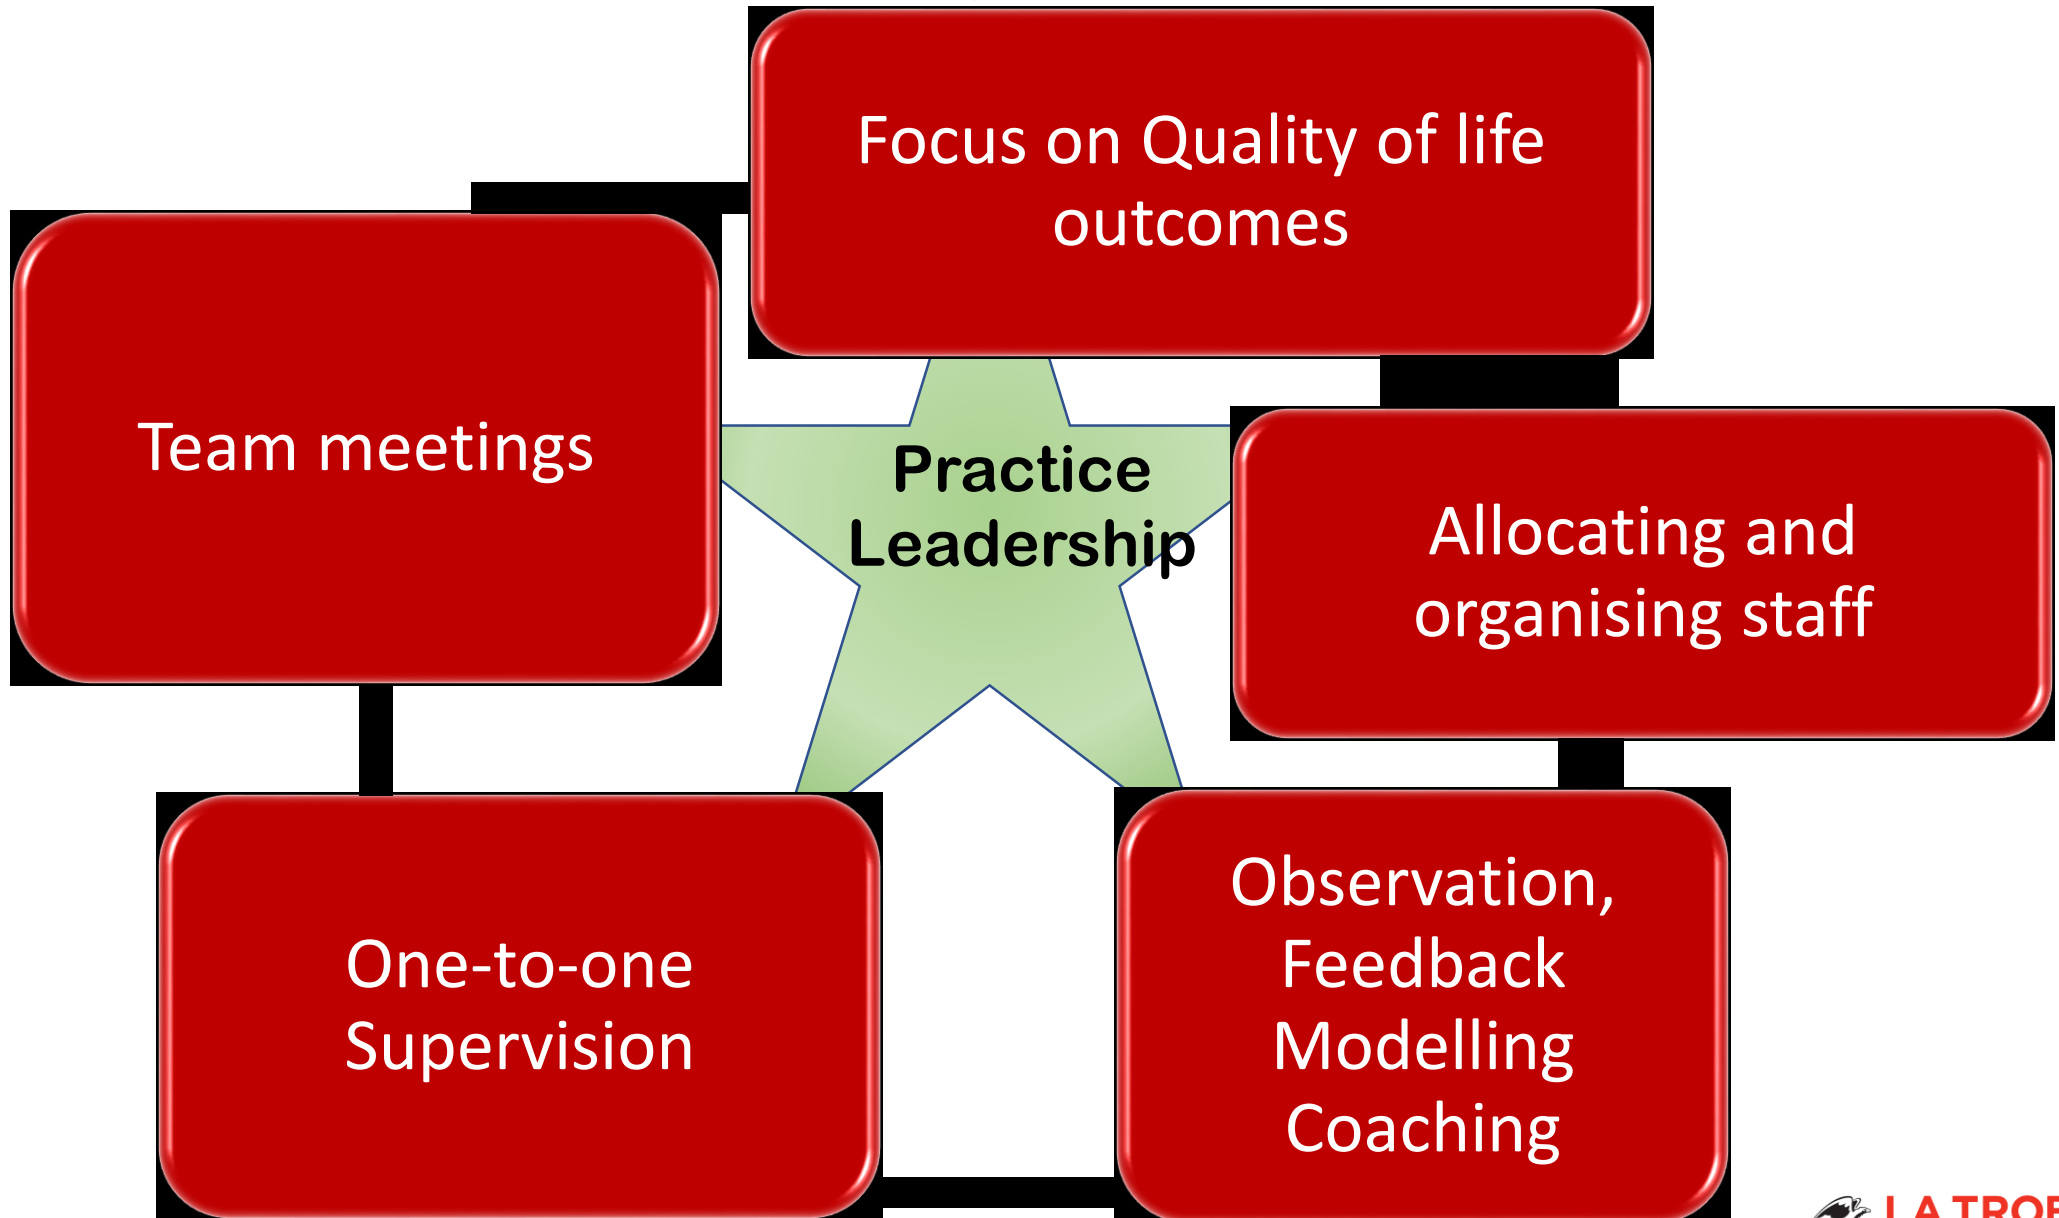 Focus on Quality of life
outcomes
Team meetings
Practice
Leadership
Allocating and
organising staff
One-to-one
Supervision
Observation,
Feedback
Modelling
Coaching
LA